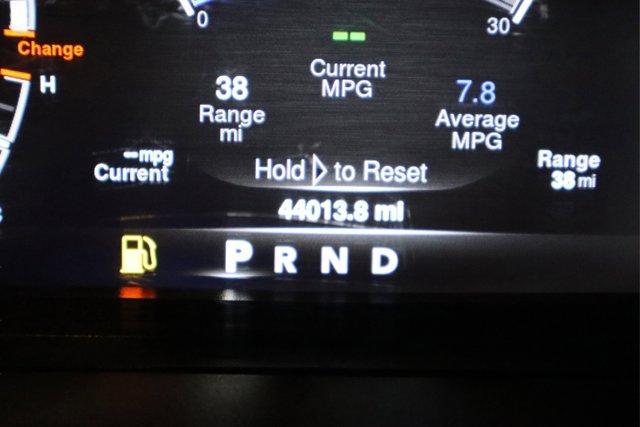 0
30
Change
H
Current
MPG
38
Range
mi
7.8
Average
MPG
--mpg
Current
Hold ▷ to Reset
Range
38 mi
44013.8 mi
P R N D